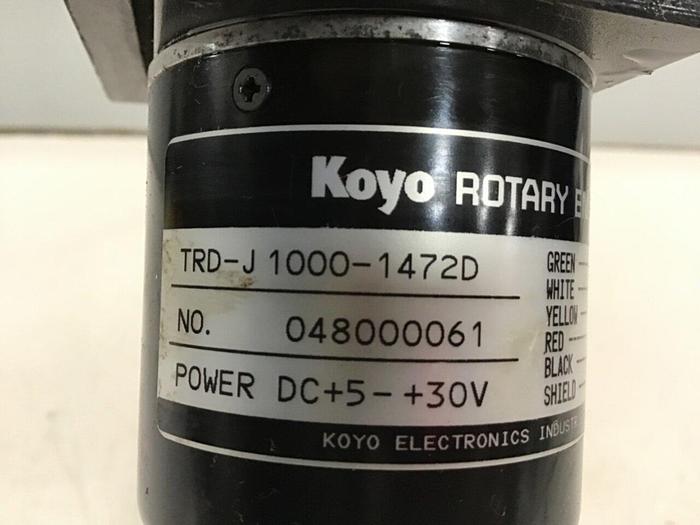 Koyo ROTARY
TRD-J 1000-1472D
NO. 048000061
POWER DC+5-+30V
GREEN
WHITE
YELLOW
RED
BLACK
SHIELD
KOYO ELECTRONICS